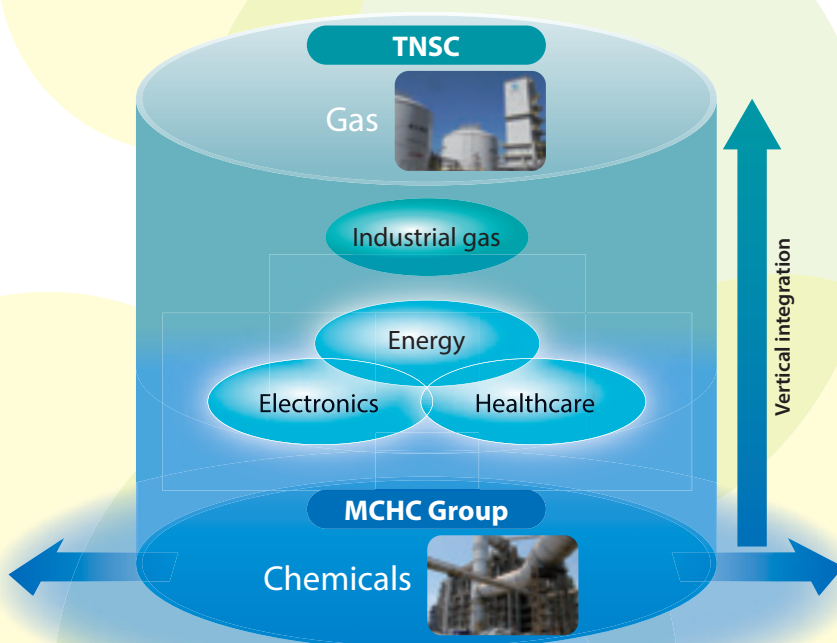 TNSC
Gas
Industrial gas
Energy
Electronics
Healthcare
Vertical integration
MCHC Group
Chemicals